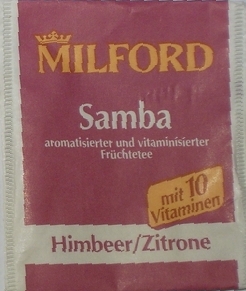 MILFORD
Samba
aromatisierter und vitaminisierter
Früchtetee
mit 10
Vitaminen
Himbeer/Zitrone